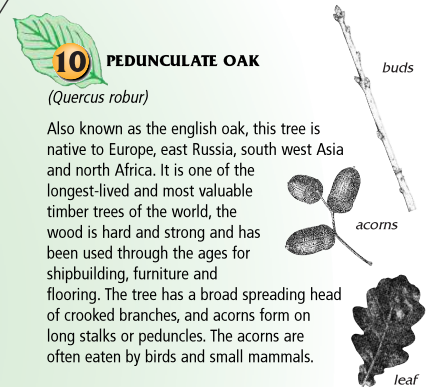 10 PEDUNCULATE OAK
(Quercus robur)
buds
Also known as the english oak, this tree is
native to Europe, east Russia, south west Asia
and north Africa. It is one of the
longest-lived and most valuable
timber trees of the world, the
wood is hard and strong and has
been used through the ages for
shipbuilding, furniture and
flooring. The tree has a broad spreading head
of crooked branches, and acorns form on
long stalks or peduncles. The acorns are
often eaten by birds and small mammals.
acorns
leaf